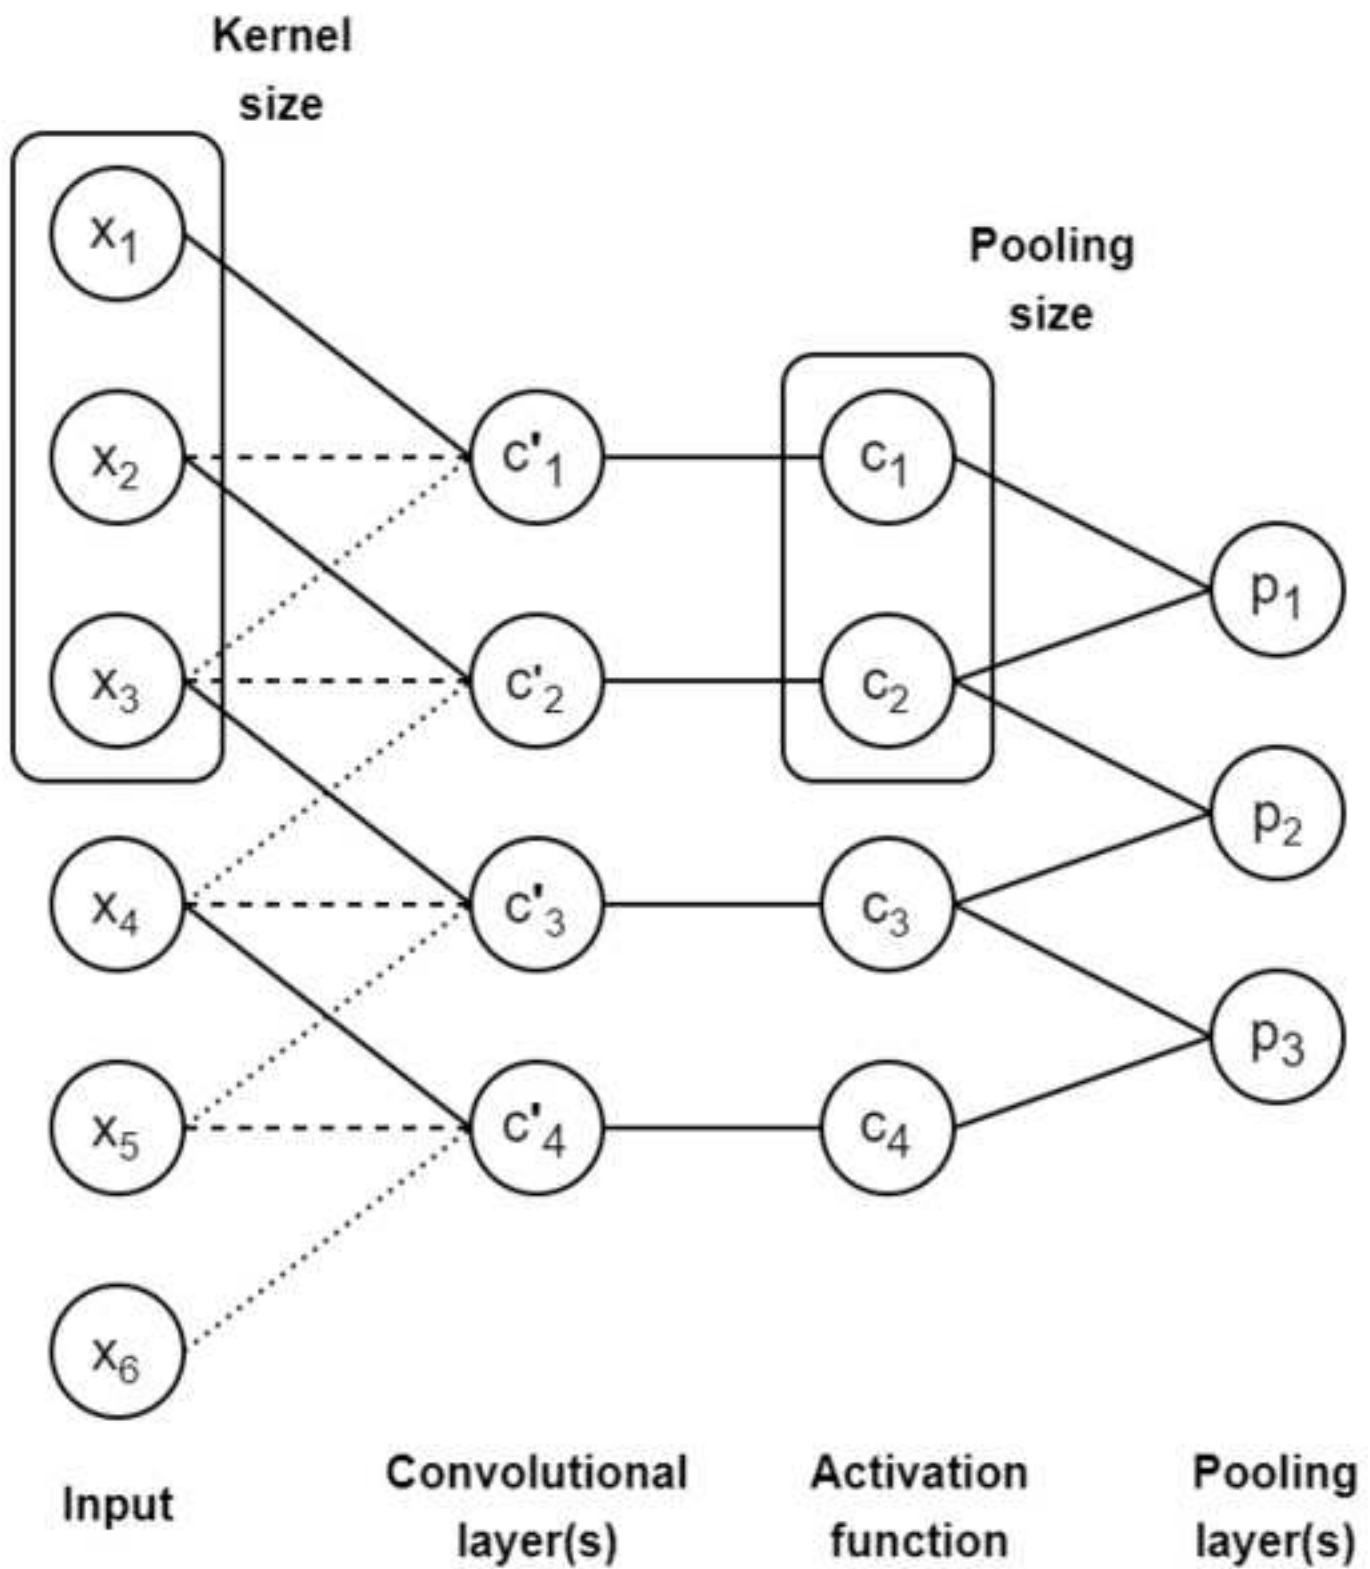 Kernel
size
x₁
x₂
x₃
x₄
x₅
x₆
Input
c'₁
c'₂
c'₃
c'₄
Convolutional
layer(s)
Pooling
size
c₁
c₂
c₃
c₄
Activation
function
p₁
p₂
p₃
Pooling
layer(s)